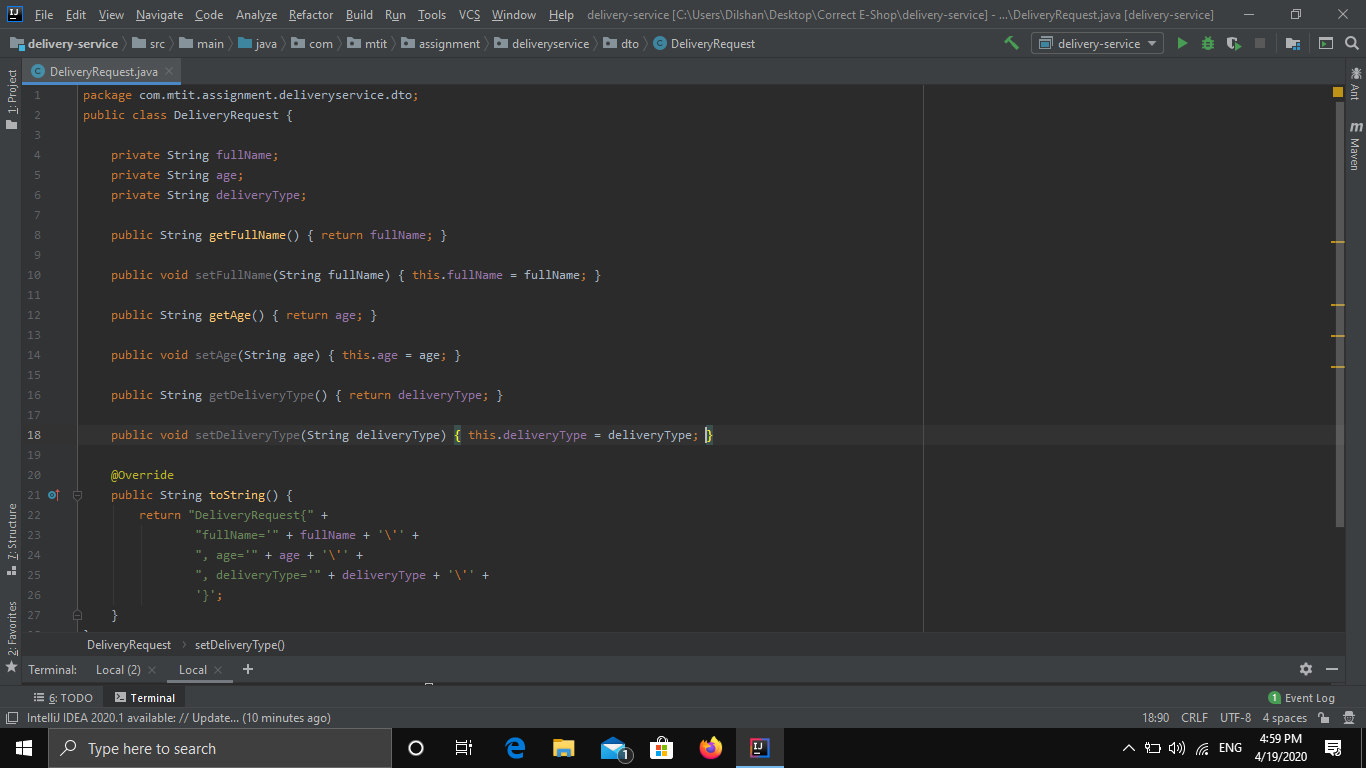 File Edit View Navigate Code Analyze Refactor Build Run Tools VCS Window Help delivery-service [C:\Users\Dilshan\Desktop\Correct E-Shop\delivery-service] - ...\DeliveryRequest.java [delivery-service]
delivery-service src main java com mtit assignment deliveryservice dto DeliveryRequest delivery-service
DeliveryRequest.java
1: Project
Ant
Maven
1 package com.mtit.assignment.deliveryservice.dto;
2 public class DeliveryRequest {
3
4 private String fullName;
5 private String age;
6 private String deliveryType;
7
8 public String getFullName() { return fullName; }
9
10 public void setFullName(String fullName) { this.fullName = fullName; }
11
12 public String getAge() { return age; }
13
14 public void setAge(String age) { this.age = age; }
15
16 public String getDeliveryType() { return deliveryType; }
17
18 public void setDeliveryType(String deliveryType) { this.deliveryType = deliveryType; }
19
20 @Override
21 public String toString() {
22 return "DeliveryRequest{" +
23 "fullName='" + fullName + '\'' +
24 ", age='" + age + '\'' +
25 ", deliveryType='" + deliveryType + '\'' +
26 '}';
27 }
7: Structure
2: Favorites
DeliveryRequest setDeliveryType()
Terminal: Local (2) Local
6: TODO Terminal 1 Event Log
IntelliJ IDEA 2020.1 available: // Update... (10 minutes ago) 18:90 CRLF UTF-8 4 spaces
Type here to search 1 ENG 4:59 PM
4/19/2020